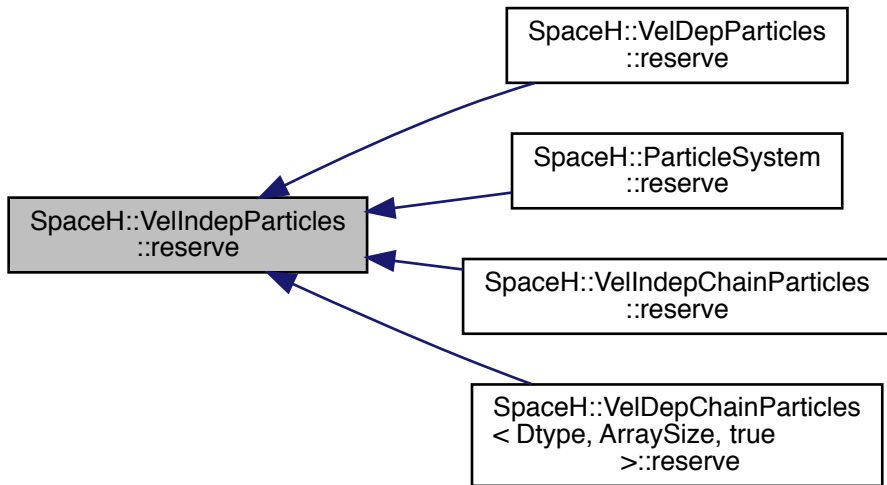 SpaceH::VelIndepParticles
::reserve
SpaceH::VelDepParticles
::reserve
SpaceH::ParticleSystem
::reserve
SpaceH::VelIndepChainParticles
::reserve
SpaceH::VelDepChainParticles
< Dtype, ArraySize, true
>::reserve